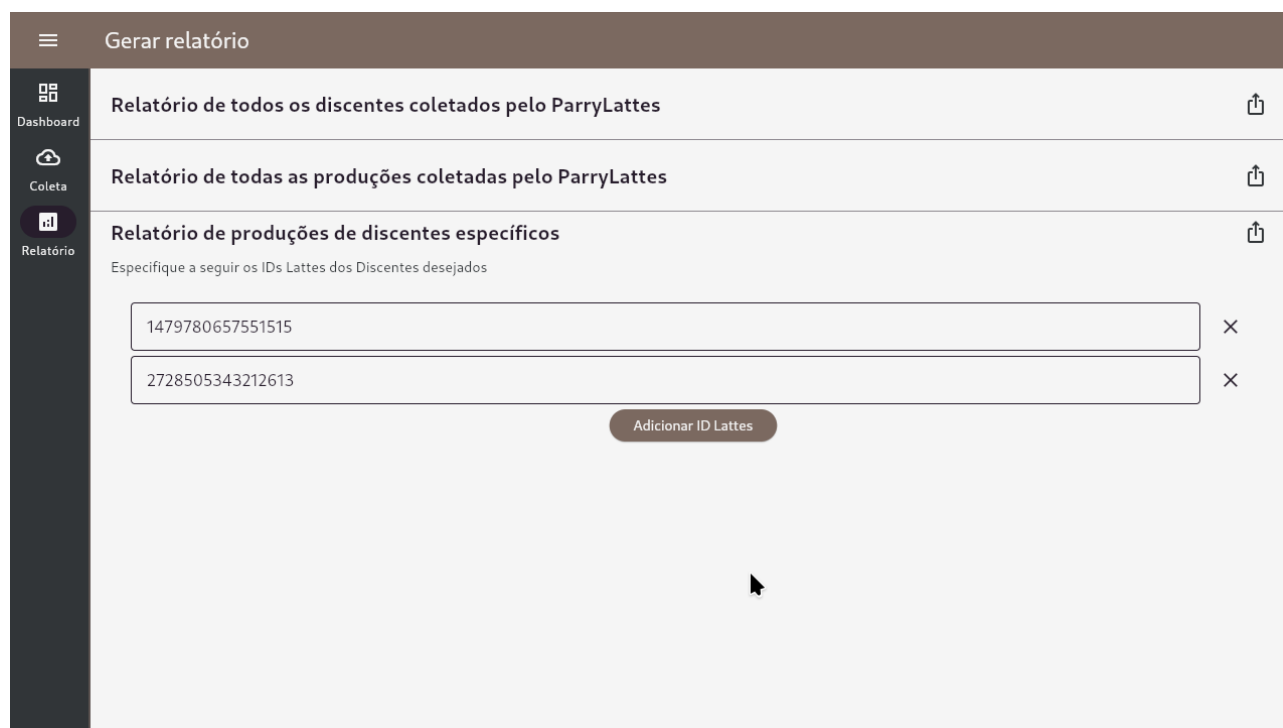 Gerar relatório
Dashboard
Coleta
Relatório
Relatório de todos os discentes coletados pelo ParryLattes
Relatório de todas as produções coletadas pelo ParryLattes
Relatório de produções de discentes específicos
Especifique a seguir os IDs Lattes dos Discentes desejados
1479780657551515
2728505343212613
Adicionar ID Lattes